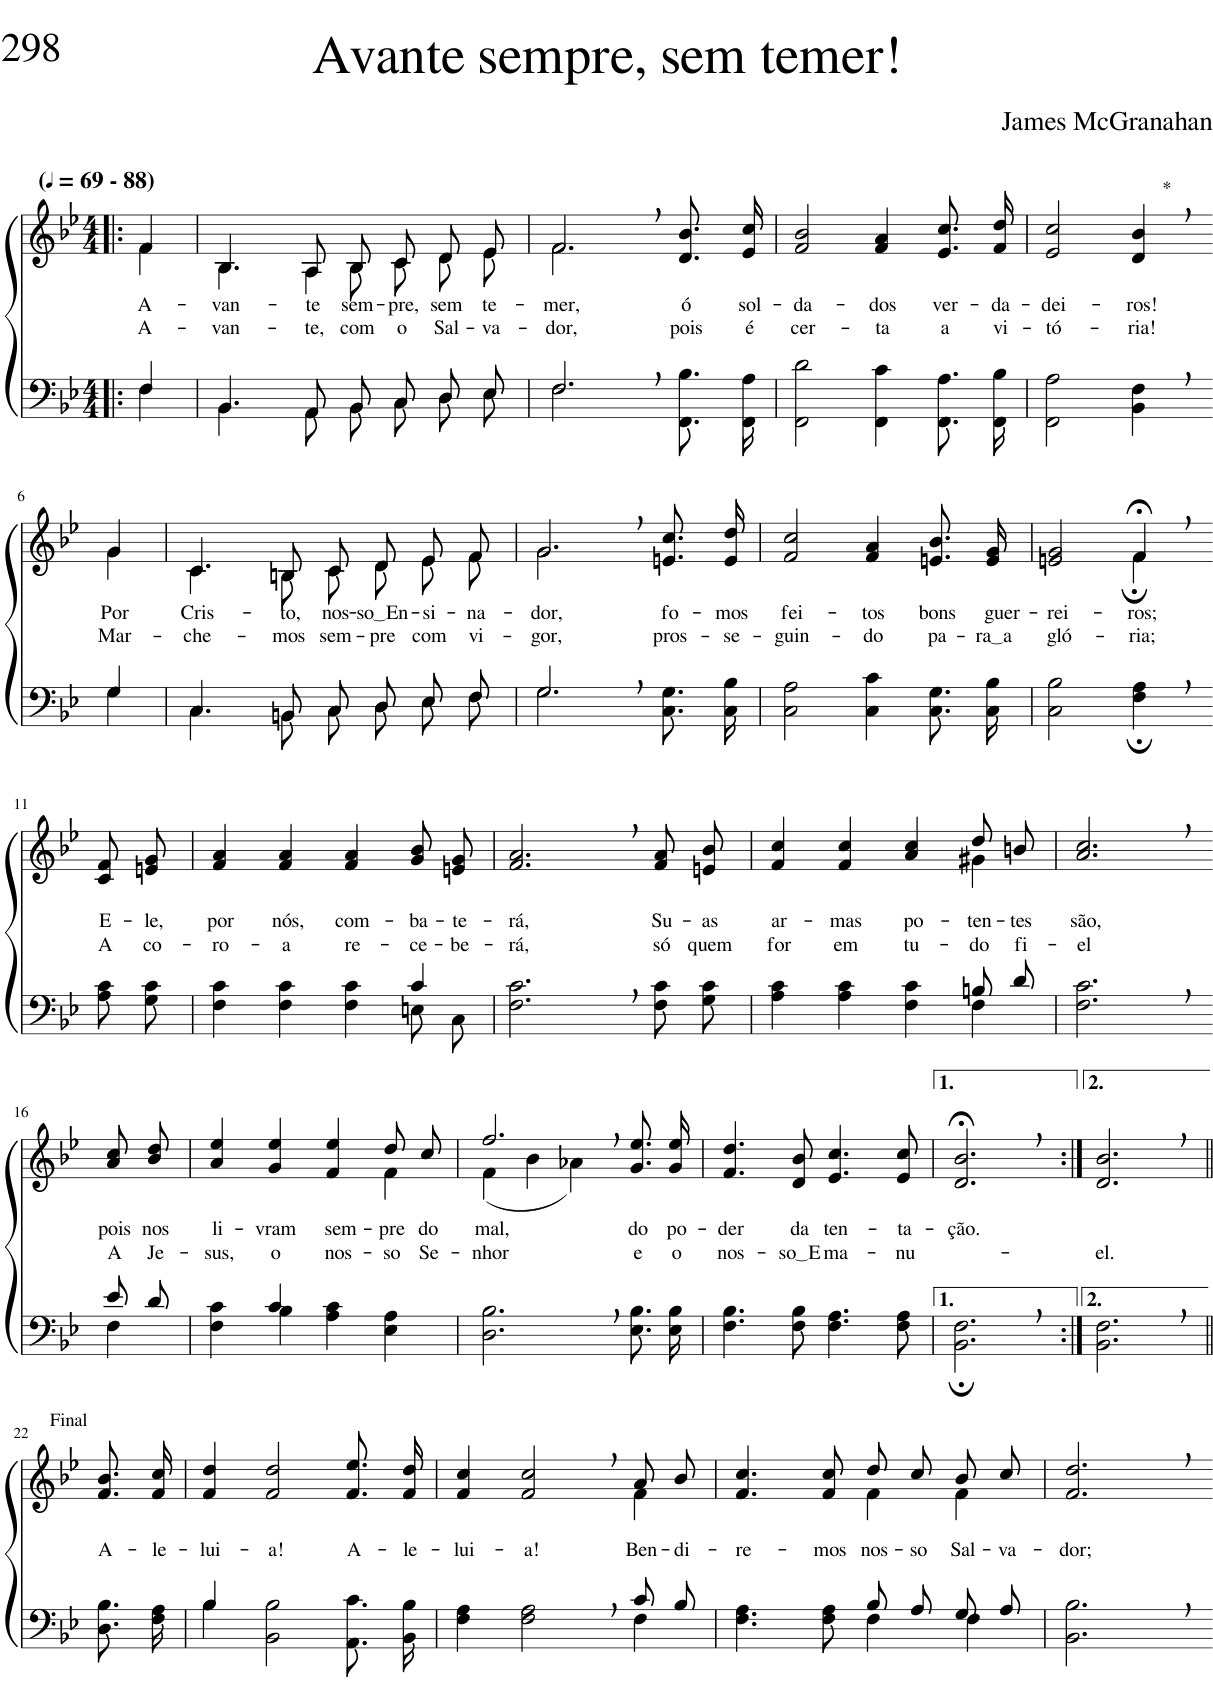 298
Avante sempre, sem temer!
James McGranahan
(♩ = 69 - 88)
*
A - van - te sem - pre, sem te - mer, ó sol - da - dos ver - da - dei - ros!
A - van - te, com o Sal - va - dor, pois é cer - ta a vi - tó - ria!
6
Por Cris - to, nos - so‿En - si - na - dor, fo - mos fei - tos bons guer - rei - ros;
Mar - che - mos sem - pre com vi - gor, pros - se - guin - do pa - ra‿a gló - ria;
11
E - le, por nós, com - ba - te - rá, Su - as ar - mas po - ten - tes são,
A co - ro - a re - ce - be - rá, só quem for em tu - do fi - el
16
1. 2.
pois nos li - vram sem - pre do mal, do po - der da ten - ta - ção.
A Je - sus, o nos - so Se - nhor e o nos - so‿E ma - nu - el.
1. 2.
Final
22
A - le - lui - a! A - le - lui - a! Ben - di - re - mos nos - so Sal - va - dor;